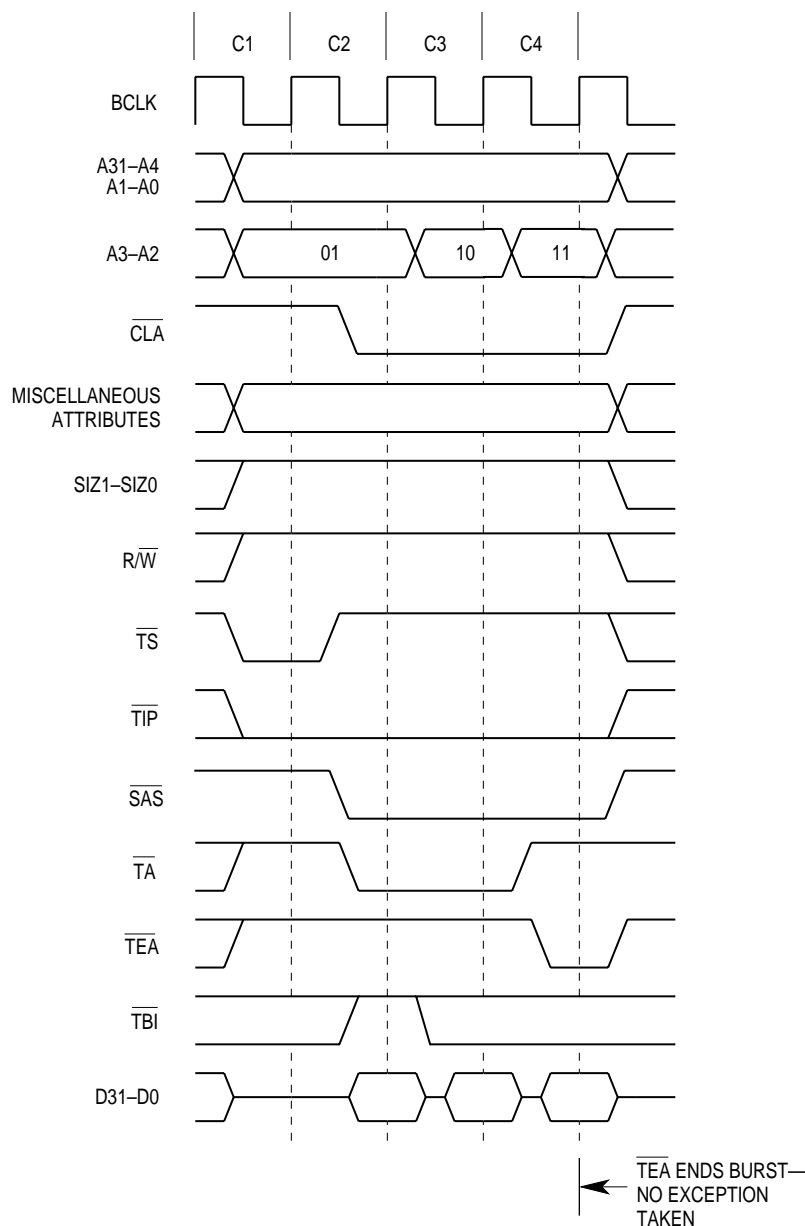 C1 C2 C3 C4
BCLK
A31–A4
A1–A0
A3–A2 01 10 11
CLA
MISCELLANEOUS
ATTRIBUTES
SIZ1–SIZ0
R/W
TS
TIP
SAS
TA
TEA
TBI
D31–D0
TEA ENDS BURST—
NO EXCEPTION
TAKEN